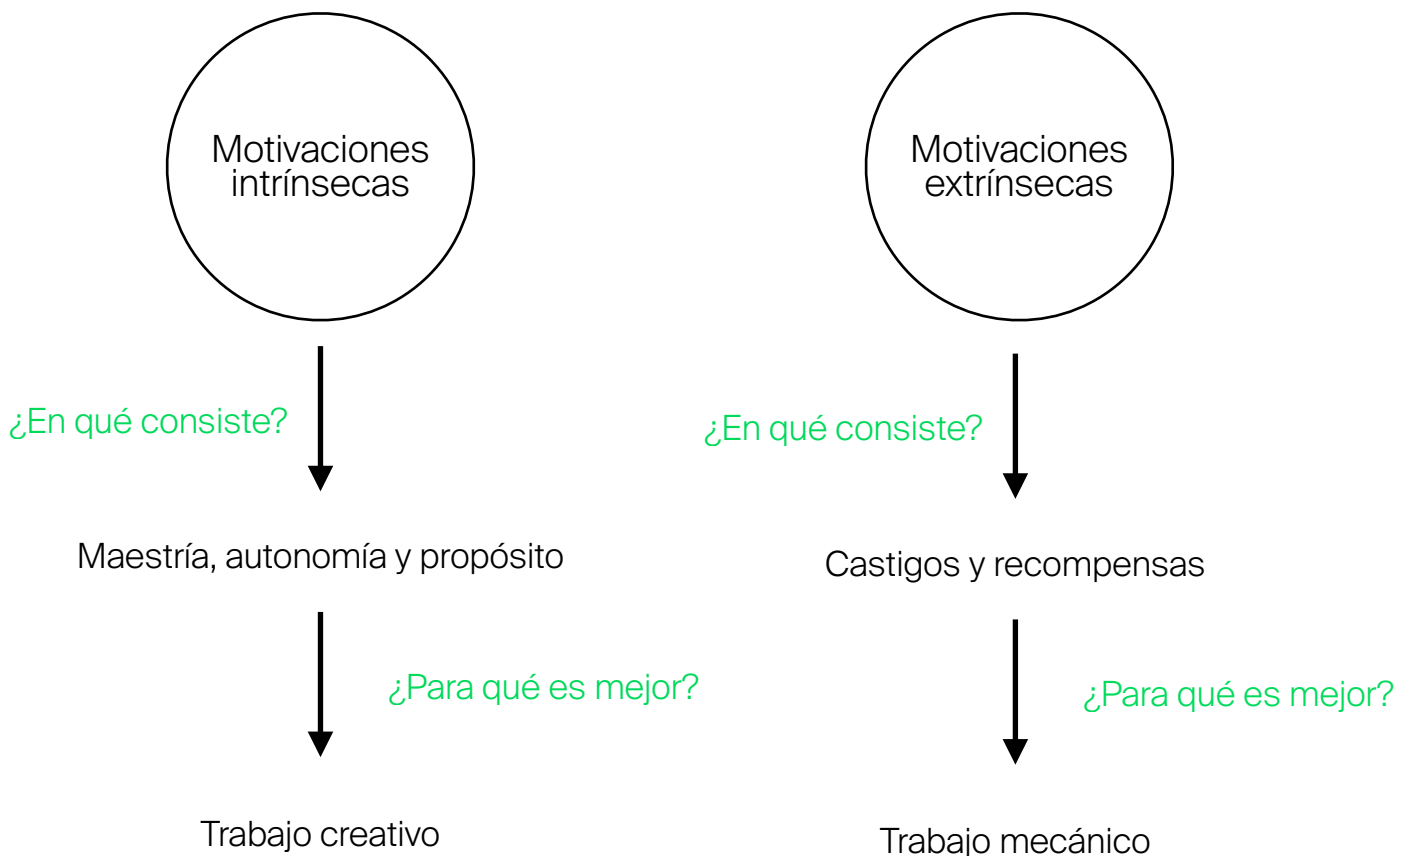 Motivaciones
intrínsecas
¿En qué consiste?
Maestría, autonomía y propósito
¿Para qué es mejor?
Trabajo creativo
Motivaciones
extrínsecas
¿En qué consiste?
Castigos y recompensas
¿Para qué es mejor?
Trabajo mecánico